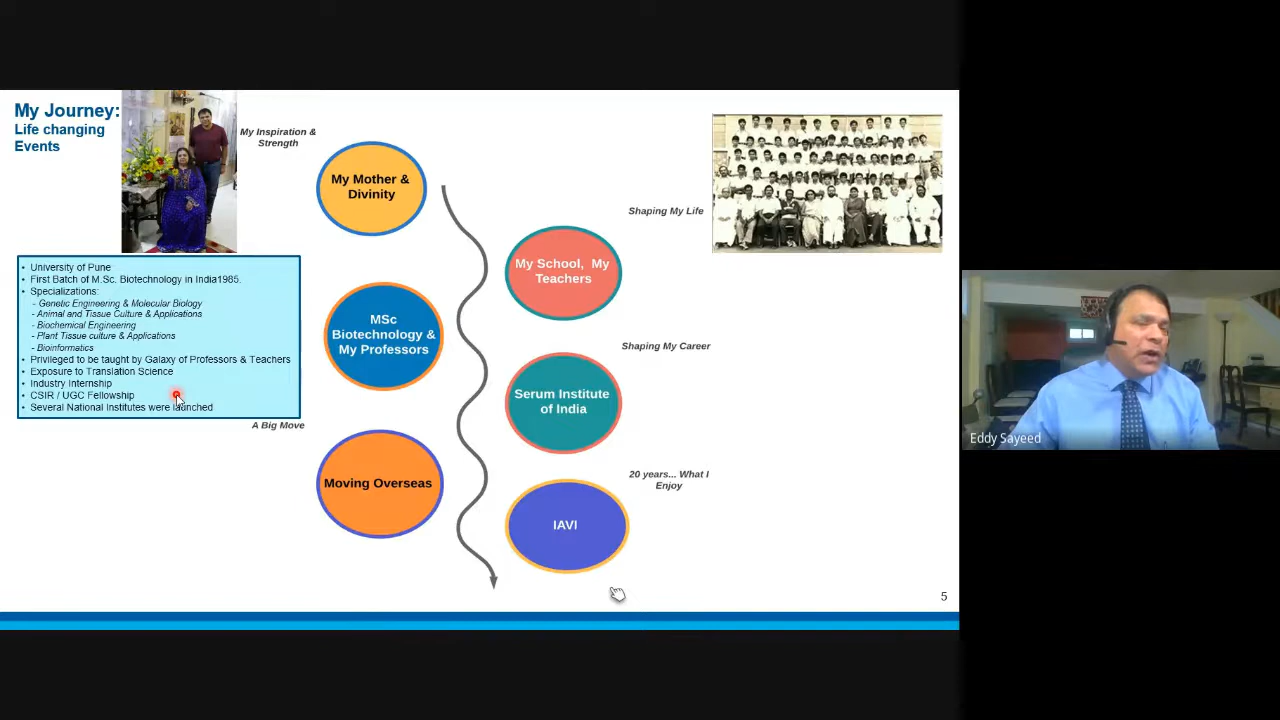 My Journey:
Life changing
Events
My Inspiration &
Strength
My Mother &
Divinity
Shaping My Life
My School, My
Teachers
• University of Pune
• First Batch of M.Sc. Biotechnology in India1985.
• Specializations:
- Genetic Engineering & Molecular Biology
- Animal and Tissue Culture & Applications
- Biochemical Engineering
- Plant Tissue culture & Applications
- Bioinformatics
• Privileged to be taught by Galaxy of Professors & Teachers
• Exposure to Translation Science
• Industry Internship
• CSIR / UGC Fellowship
• Several National Institutes were launched
MSc
Biotechnology &
My Professors
Shaping My Career
Serum Institute
of India
A Big Move
Moving Overseas
20 years... What I
Enjoy
IAVI
5
Eddy Sayeed